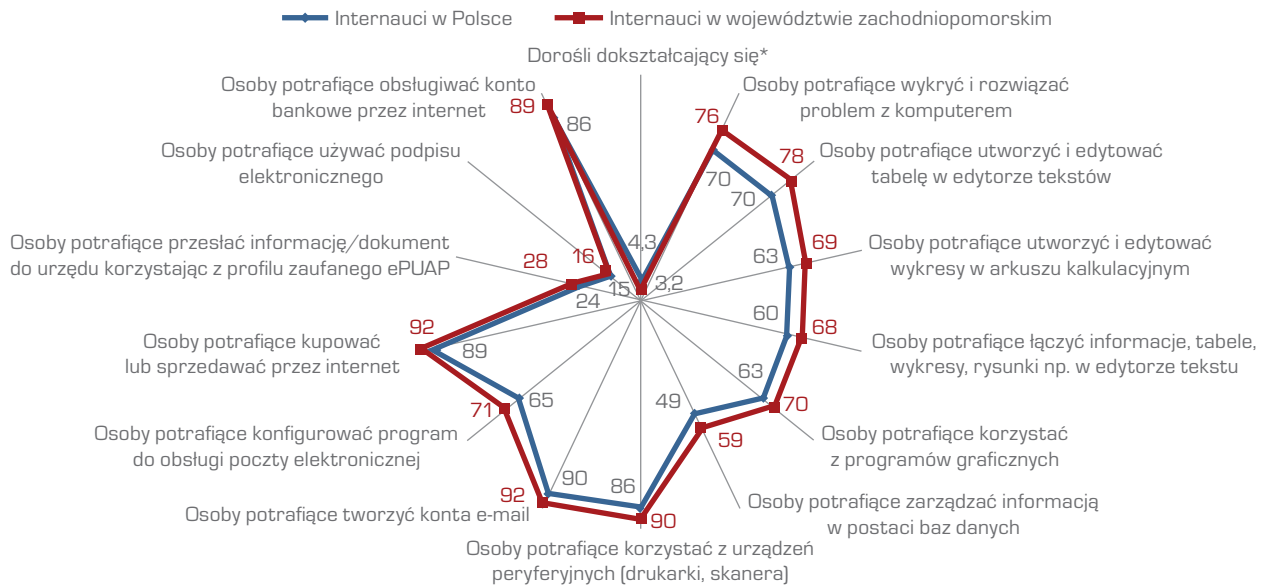 Internauci w Polsce
Internauci w województwie zachodniopomorskim
Dorośli dokształcający się*
4,3
3,2
Osoby potrafiące wykryć i rozwiązać
problem z komputerem
76
70
Osoby potrafiące utworzyć i edytować
tabelę w edytorze tekstów
78
70
Osoby potrafiące utworzyć i edytować
wykresy w arkuszu kalkulacyjnym
69
63
Osoby potrafiące łączyć informacje, tabele,
wykresy, rysunki np. w edytorze tekstu
68
60
Osoby potrafiące korzystać
z programów graficznych
70
63
Osoby potrafiące zarządzać informacją
w postaci baz danych
59
49
Osoby potrafiące korzystać z urządzeń
peryferyjnych (drukarki, skanera)
90
86
Osoby potrafiące tworzyć konta e-mail
92
90
Osoby potrafiące konfigurować program
do obsługi poczty elektronicznej
71
65
Osoby potrafiące kupować
lub sprzedawać przez internet
92
89
Osoby potrafiące przesłać informację/dokument
do urzędu korzystając z profilu zaufanego ePUAP
28
24
Osoby potrafiące używać podpisu
elektronicznego
16
15
Osoby potrafiące obsługiwać konto
bankowe przez internet
89
86